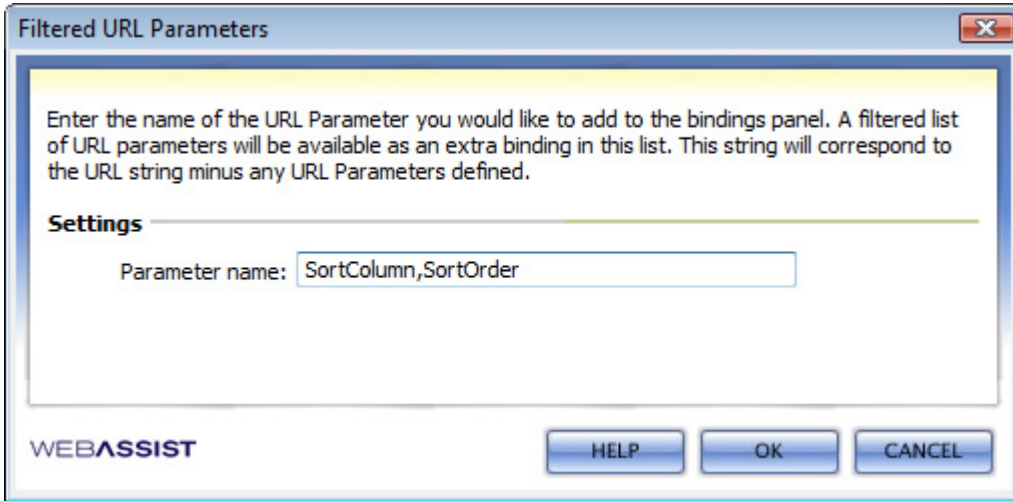 Filtered URL Parameters
Enter the name of the URL Parameter you would like to add to the bindings panel. A filtered list
of URL parameters will be available as an extra binding in this list. This string will correspond to
the URL string minus any URL Parameters defined.
Settings
Parameter name: SortColumn,SortOrder
WEBASSIST HELP OK CANCEL